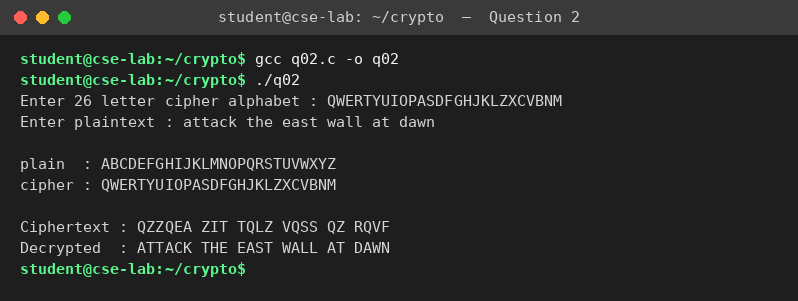 student@cse-lab: ~/crypto — Question 2
student@cse-lab:~/crypto$ gcc q02.c -o q02
student@cse-lab:~/crypto$ ./q02
Enter 26 letter cipher alphabet : QWERTYUIOPASDFGHJKLZXCVBNM
Enter plaintext : attack the east wall at dawn
plain  : ABCDEFGHIJKLMNOPQRSTUVWXYZ
cipher : QWERTYUIOPASDFGHJKLZXCVBNM
Ciphertext : QZZQEA ZIT TQLZ VQSS QZ RQVF
Decrypted  : ATTACK THE EAST WALL AT DAWN
student@cse-lab:~/crypto$